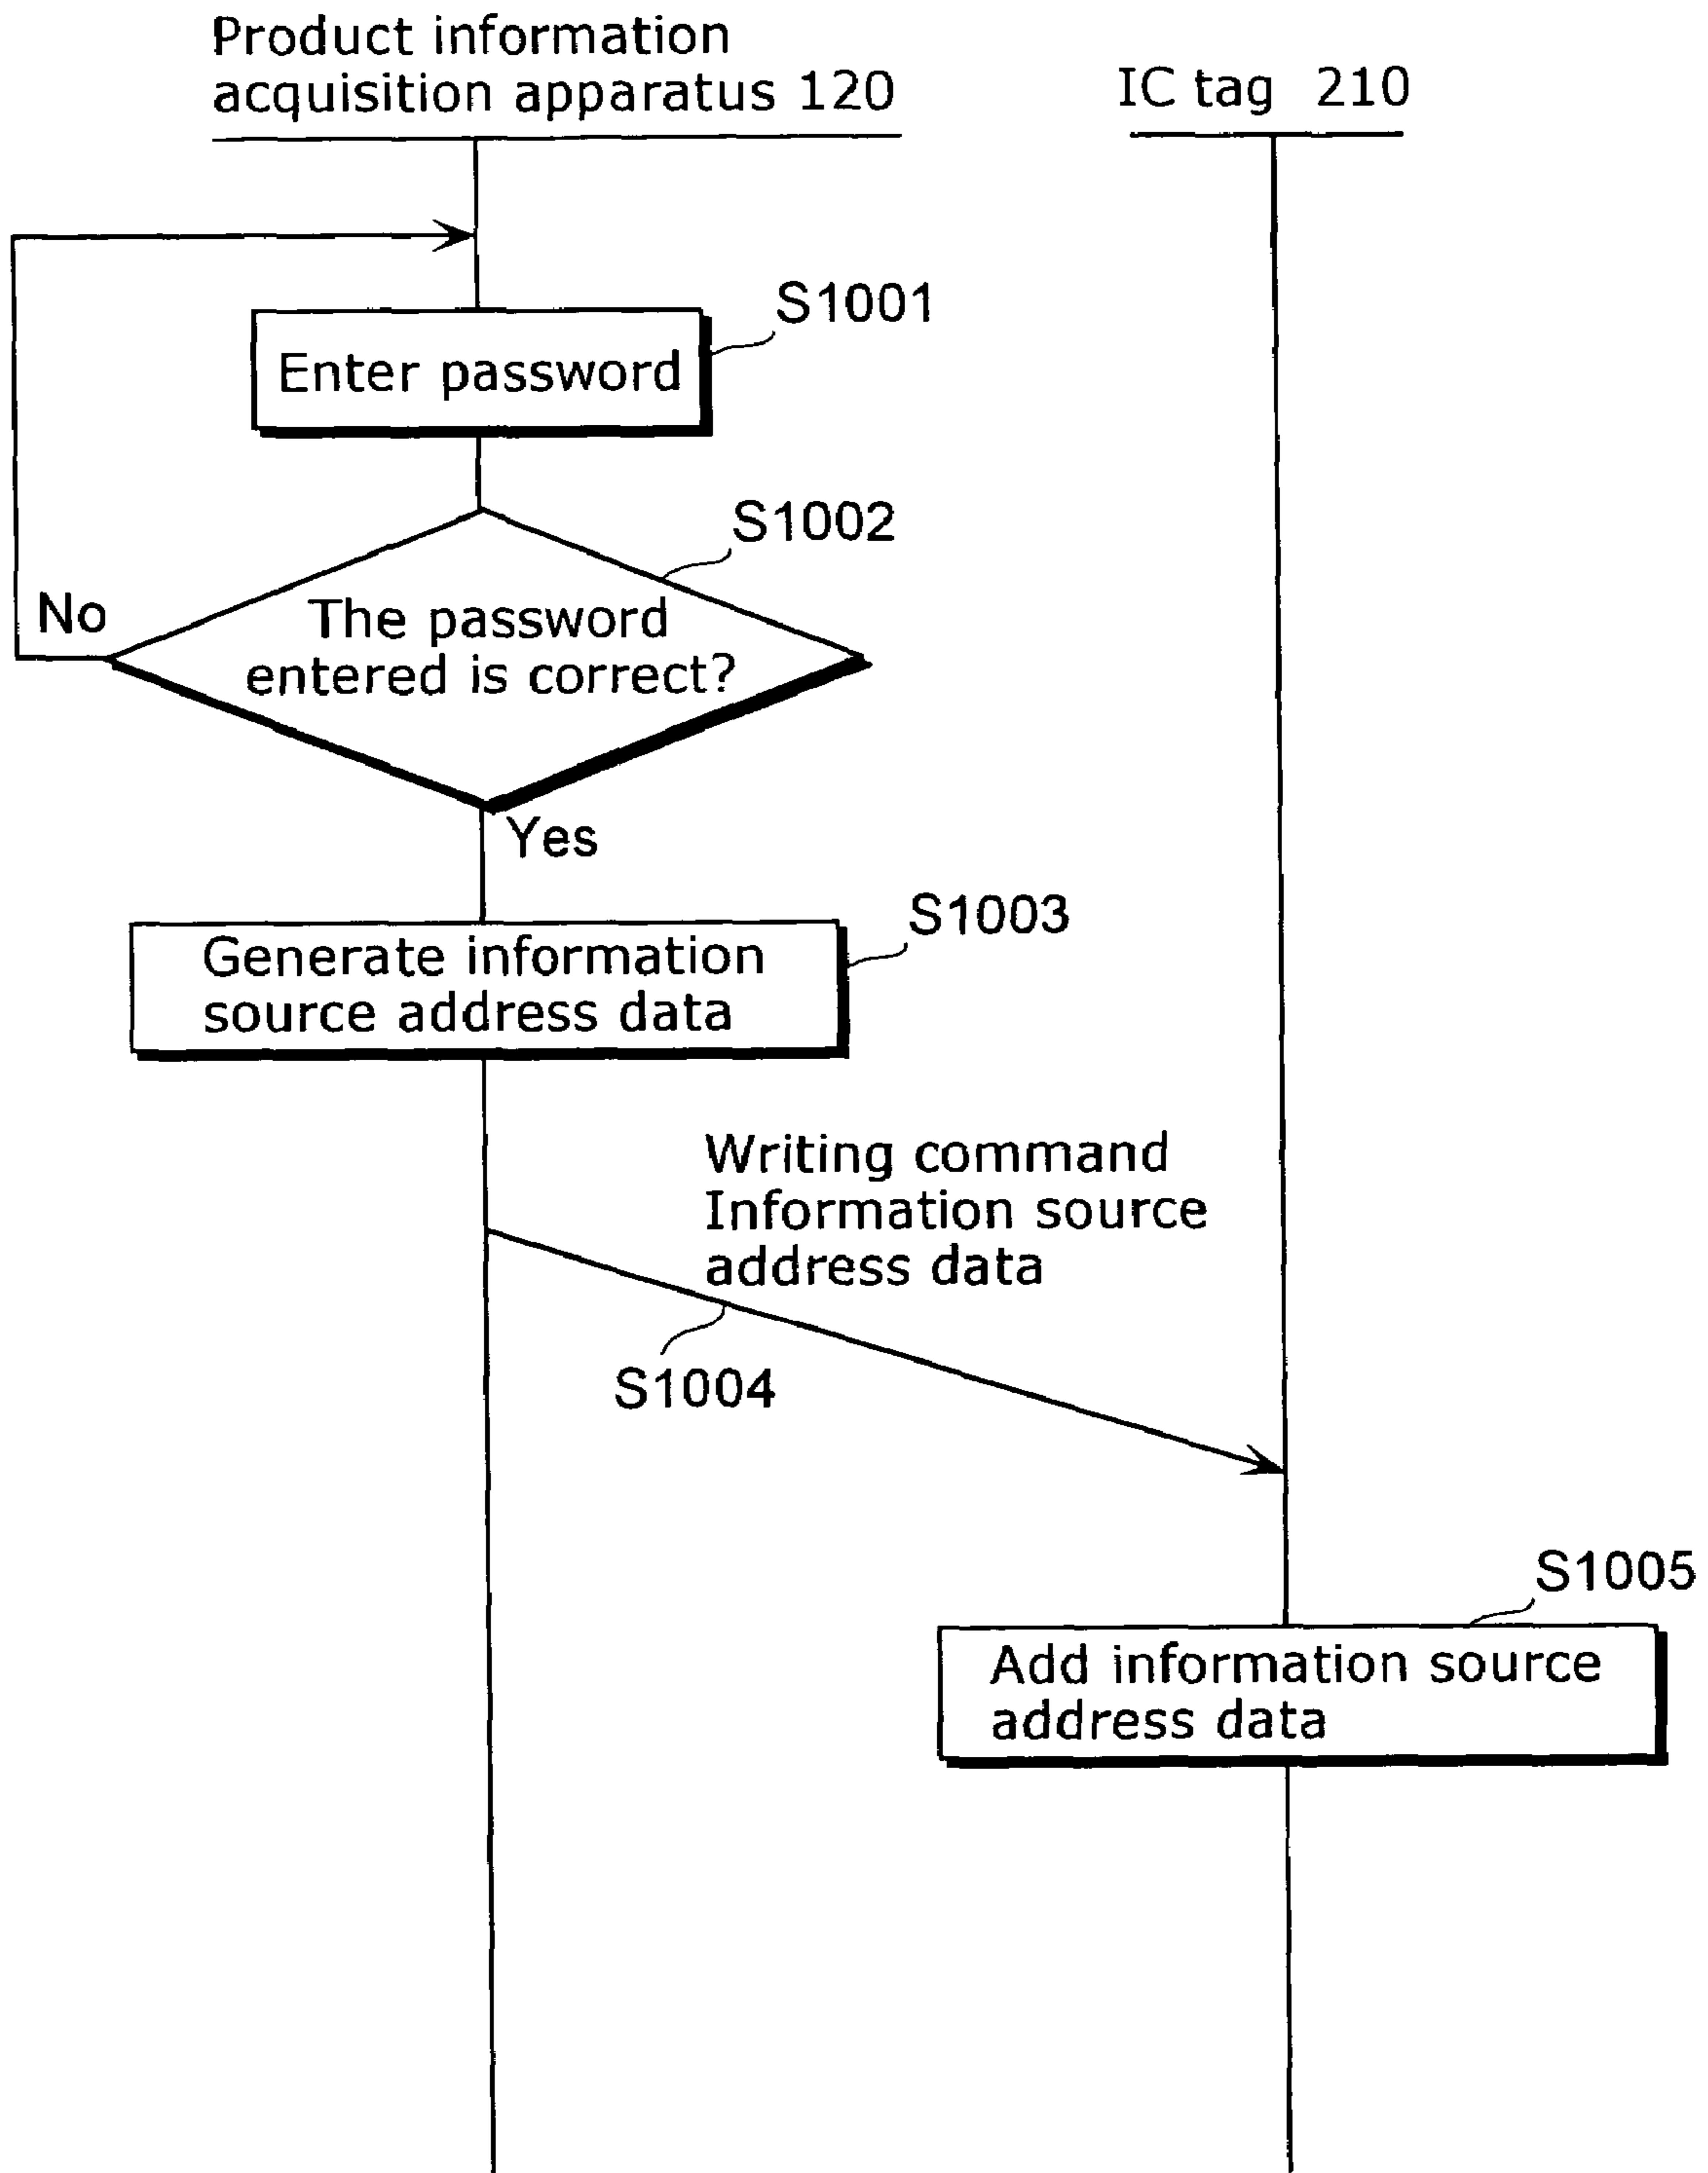 Product information
acquisition apparatus 120
IC tag 210
S1001
Enter password
S1002
No
The password
entered is correct?
Yes
S1003
Generate information
source address data
Writing command
Information source
address data
S1004
S1005
Add information source
address data